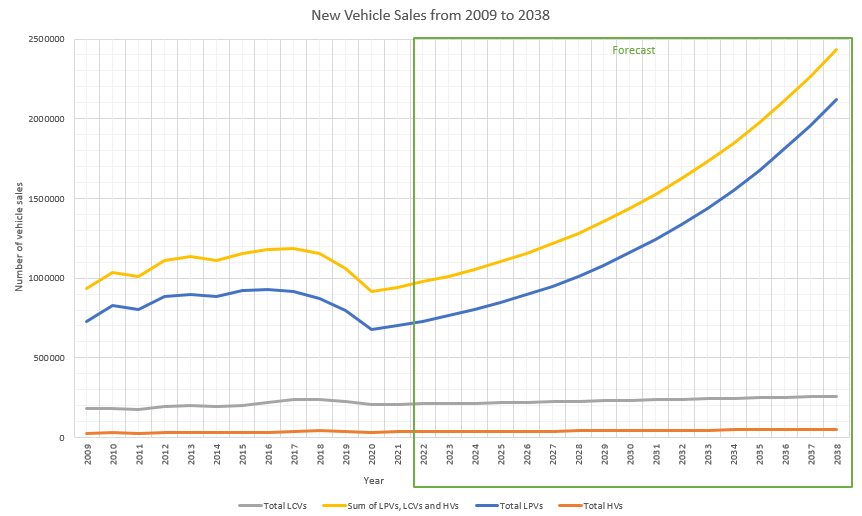 New Vehicle Sales from 2009 to 2038
Forecast
2500000
2000000
1500000
1000000
500000
0
Number of vehicle sales
2009 2010 2011 2012 2013 2014 2015 2016 2017 2018 2019 2020 2021 2022 2023 2024 2025 2026 2027 2028 2029 2030 2031 2032 2033 2034 2035 2036 2037 2038
Year
Total LCVs Sum of LPVs, LCVs and HVs Total LPVs Total HVs